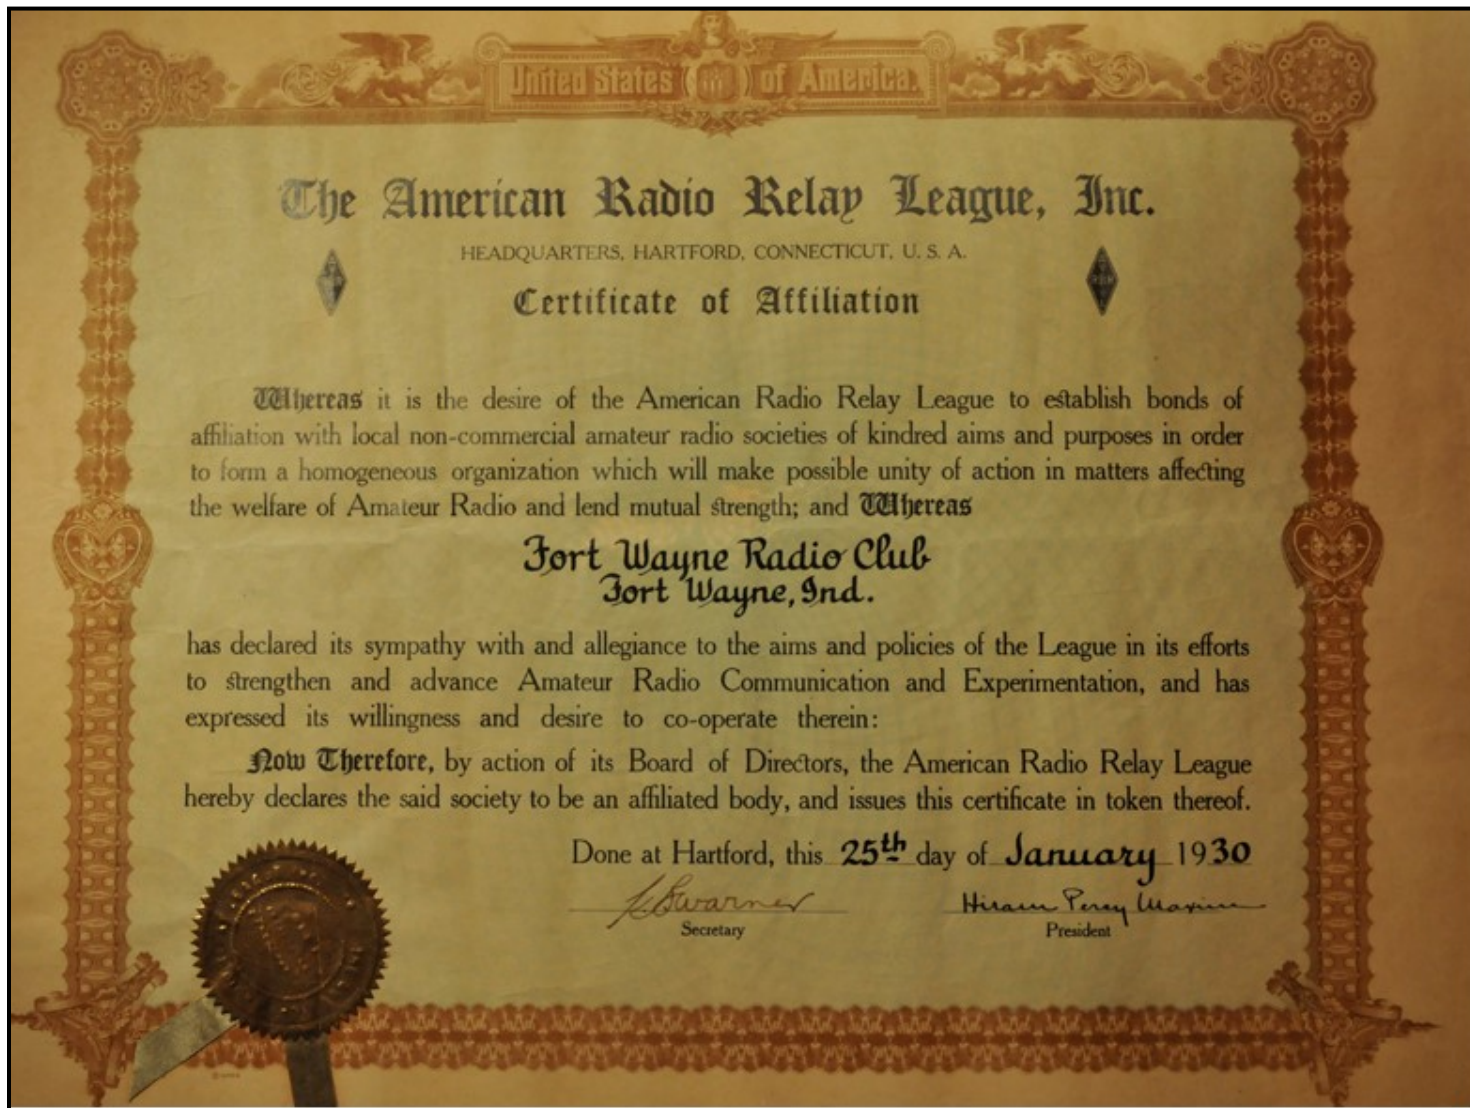 United States of America.
The American Radio Relay League, Inc.
HEADQUARTERS, HARTFORD, CONNECTICUT, U. S. A.
Certificate of Affiliation
Whereas it is the desire of the American Radio Relay League to establish bonds of
affiliation with local non-commercial amateur radio societies of kindred aims and purposes in order
to form a homogeneous organization which will make possible unity of action in matters affecting
the welfare of Amateur Radio and lend mutual strength; and Whereas
Fort Wayne Radio Club
Fort Wayne, Ind.
has declared its sympathy with and allegiance to the aims and policies of the League in its efforts
to strengthen and advance Amateur Radio Communication and Experimentation, and has
expressed its willingness and desire to co-operate therein:
Now Therefore, by action of its Board of Directors, the American Radio Relay League
hereby declares the said society to be an affiliated body, and issues this certificate in token thereof.
Done at Hartford, this 25th day of January 1930
K.B.Warner Hiram Percy Maxim
Secretary President